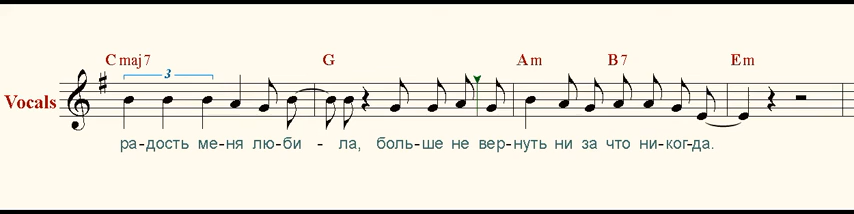 Cmaj7 G Am B7 Em
3
Vocals
ра-дость ме-ня лю-би - ла, боль-ше не вер-нуть ни за что ни-ког-да.